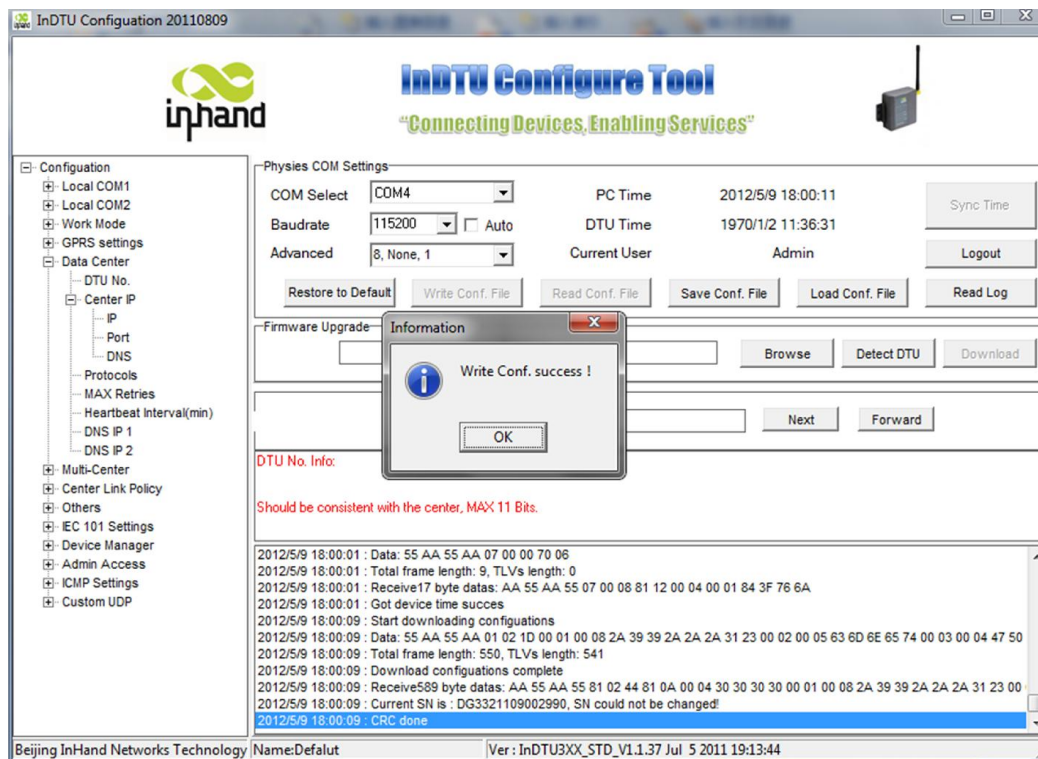 InDTU Configuation 20110809
inhand
InDTU Configure Tool
“Connecting Devices, Enabling Services”
Configuation
Local COM1
Local COM2
Work Mode
GPRS settings
Data Center
DTU No.
Center IP
IP
Port
DNS
Protocols
MAX Retries
Heartbeat Interval(min)
DNS IP 1
DNS IP 2
Multi-Center
Center Link Policy
Others
IEC 101 Settings
Device Manager
Admin Access
ICMP Settings
Custom UDP
Physies COM Settings
COM Select COM4 PC Time 2012/5/9 18:00:11 Sync Time
Baudrate 115200 Auto DTU Time 1970/1/2 11:36:31
Advanced 8, None, 1 Current User Admin Logout
Restore to Default Write Conf. File Read Conf. File Save Conf. File Load Conf. File Read Log
Firmware Upgrade
Browse Detect DTU Download
Information
Write Conf. success !
OK
Next Forward
DTU No. Info:
Should be consistent with the center, MAX 11 Bits.
2012/5/9 18:00:01 : Data: 55 AA 55 AA 07 00 00 70 06
2012/5/9 18:00:01 : Total frame length: 9, TLVs length: 0
2012/5/9 18:00:01 : Receive17 byte datas: AA 55 AA 55 07 00 08 81 12 00 04 00 01 84 3F 76 6A
2012/5/9 18:00:01 : Got device time succes
2012/5/9 18:00:09 : Start downloading configuations
2012/5/9 18:00:09 : Data: 55 AA 55 AA 01 02 1D 00 01 00 08 2A 39 39 2A 2A 2A 31 23 00 02 00 05 63 6D 6E 65 74 00 03 00 04 47 50
2012/5/9 18:00:09 : Total frame length: 550, TLVs length: 541
2012/5/9 18:00:09 : Download configuations complete
2012/5/9 18:00:09 : Receive589 byte datas: AA 55 AA 55 81 02 44 81 0A 00 04 30 30 30 30 00 01 00 08 2A 39 39 2A 2A 2A 31 23 00
2012/5/9 18:00:09 : Current SN is : DG3321109002990, SN could not be changed!
2012/5/9 18:00:09 : CRC done
Beijing InHand Networks Technology Name:Defalut Ver : InDTU3XX_STD_V1.1.37 Jul 5 2011 19:13:44